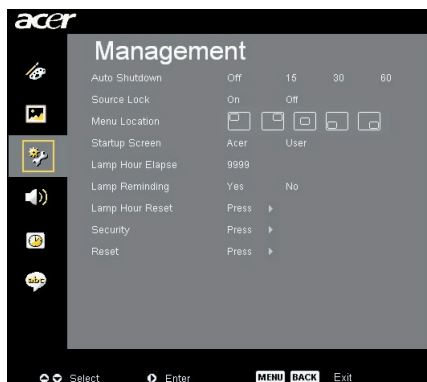 acer
Management
Auto Shutdown Off 15 30 60
Source Lock On Off
Menu Location
Startup Screen Acer User
Lamp Hour Elapse 9999
Lamp Reminding Yes No
Lamp Hour Reset Press
Security Press
Reset Press
abc
Select Enter MENU BACK Exit